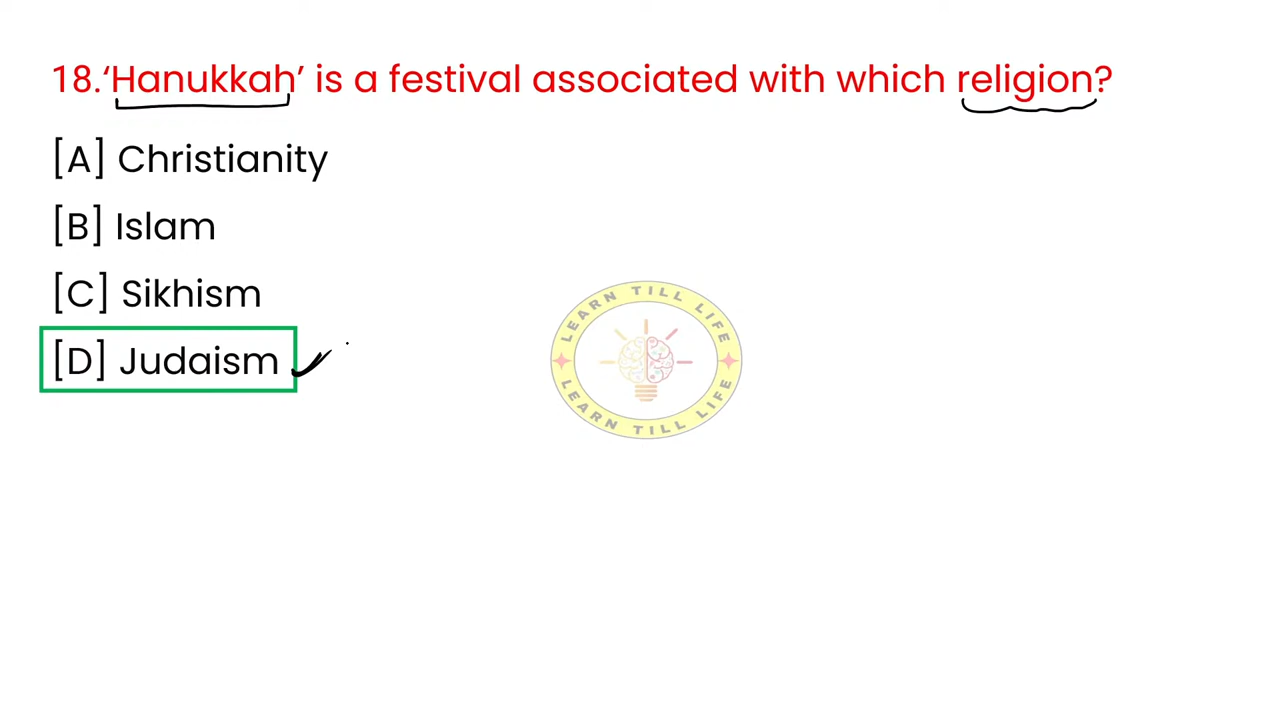 18.‘Hanukkah’ is a festival associated with which religion?
[A] Christianity
[B] Islam
[C] Sikhism
[D] Judaism
LEARN TILL LIFE
LEARN TILL LIFE